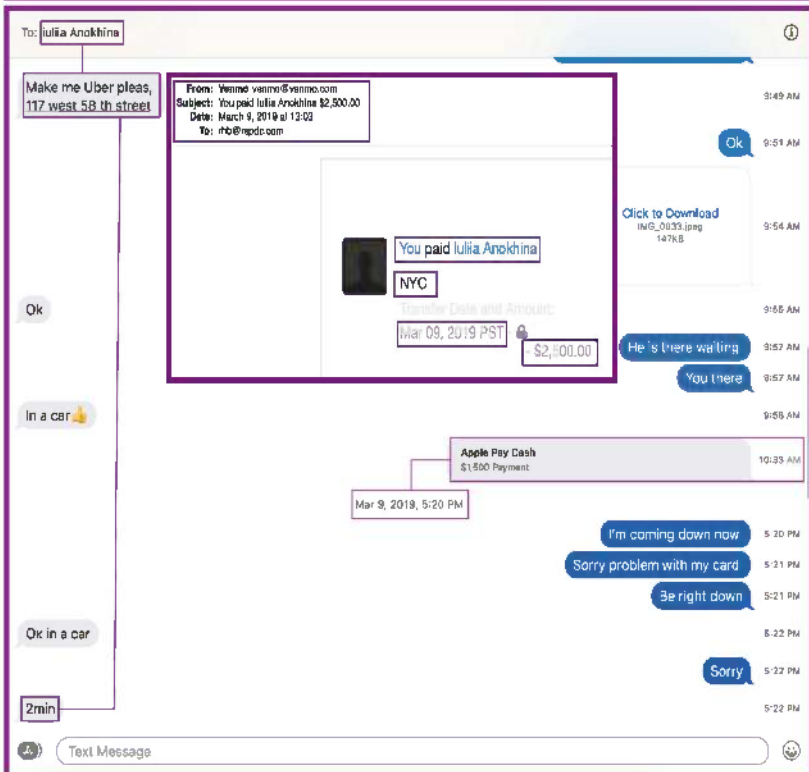 To: iuliia Anokhina
Make me Uber pleas,
117 west 58 th street
9:49 AM
From: Venmo venmo@venmo.com
Subject: You paid Iuliia Anokhina $2,500.00
Date: March 9, 2019 at 13:03
To:
Ok
9:51 AM
You paid Iuliia Anokhina
NYC
Transfer Date and Amount:
Mar 09, 2019 PST
- $2,500.00
Click to Download
IMG_0033.jpeg
147KB
9:54 AM
Ok
He is there waiting
9:57 AM
You there
9:57 AM
In a car👍
Apple Pay Cash
$1,500 Payment
10:33 AM
Mar 9, 2019, 5:20 PM
I'm coming down now
5:20 PM
Sorry problem with my card
5:21 PM
Be right down
5:21 PM
Ok in a car
5:22 PM
Sorry
5:22 PM
2min
5:22 PM
Text Message